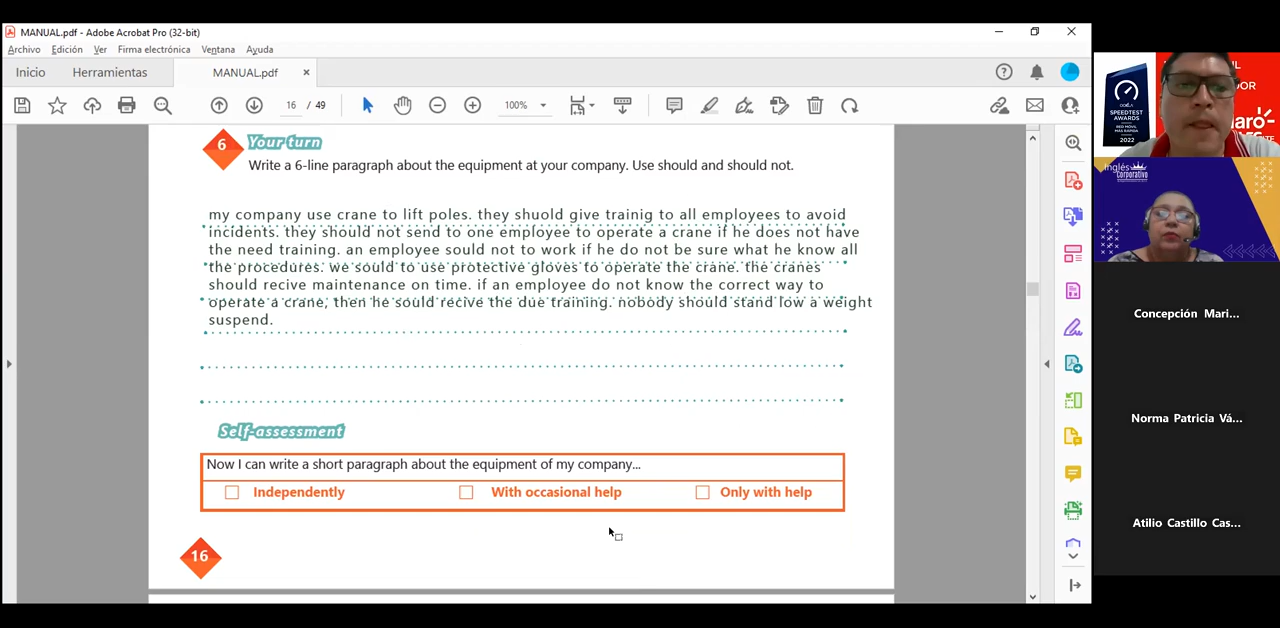 MANUAL.pdf - Adobe Acrobat Pro (32-bit)
Archivo Edición Ver Firma electrónica Ventana Ayuda
Inicio Herramientas MANUAL.pdf ×
16 / 49 100%
6 Your turn
Write a 6-line paragraph about the equipment at your company. Use should and should not.
my company use crane to lift poles. they shuold give trainig to all employees to avoid
incidents. they should not send to one employee to operate a crane if he does not have
the need training. an employee sould not to work if he do not be sure what he know all
the procedures. we sould to use protective gloves to operate the crane. the cranes
should recive maintenance on time. if an employee do not know the correct way to
operate a crane, then he sould recive the due training. nobody should stand low a weight
suspend.
Self-assessment
Now I can write a short paragraph about the equipment of my company...
Independently With occasional help Only with help
16
SPEEDTEST
AWARDS
2022
Inglés
Corporativo
Concepción Mari...
Norma Patricia Vá...
Atilio Castillo Cas...